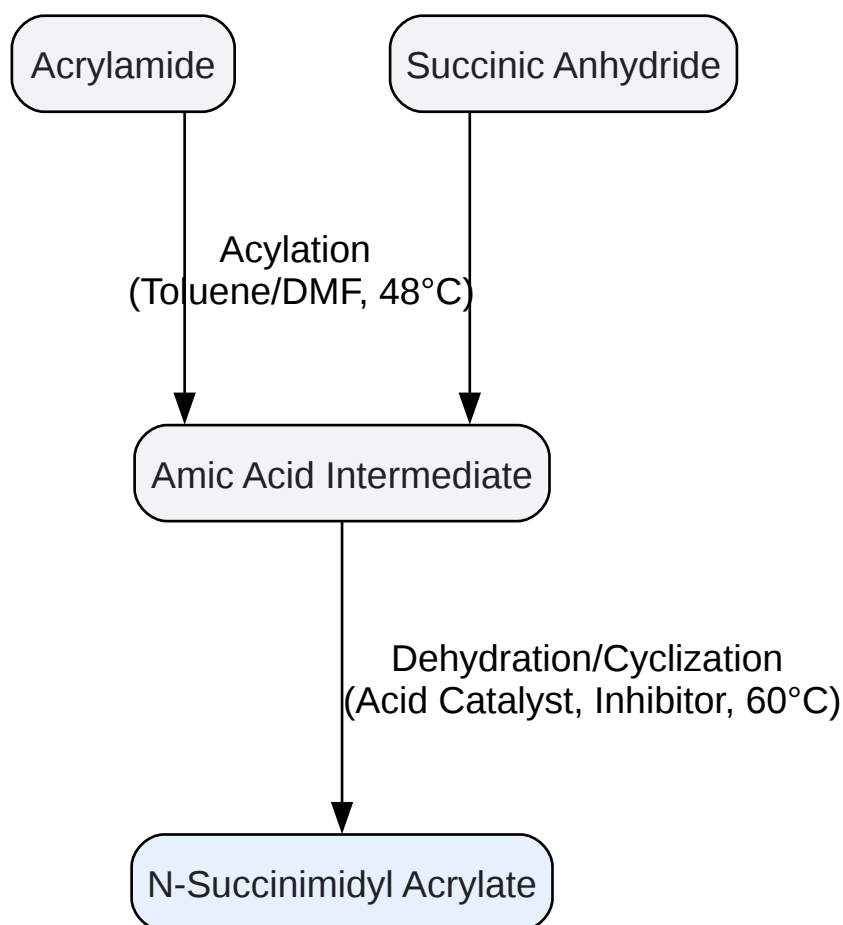 Acrylamide
Succinic Anhydride
Acylation
(Toluene/DMF, 48°C)
Amic Acid Intermediate
Dehydration/Cyclization
(Acid Catalyst, Inhibitor, 60°C)
N-Succinimidyl Acrylate